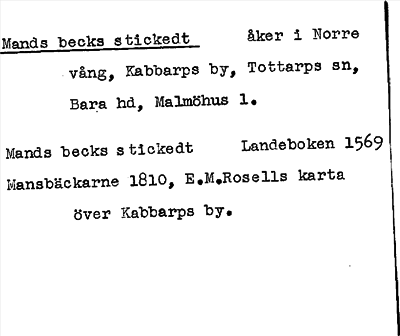 Mands becks stickedt åker i Norre
vång, Kabbarps by, Tottarps sn,
Bara hd, Malmöhus l.
Mands becks stickedt Landeboken 1569
Mansbäckarne 1810, E.M.Rosells karta
över Kabbarps by.